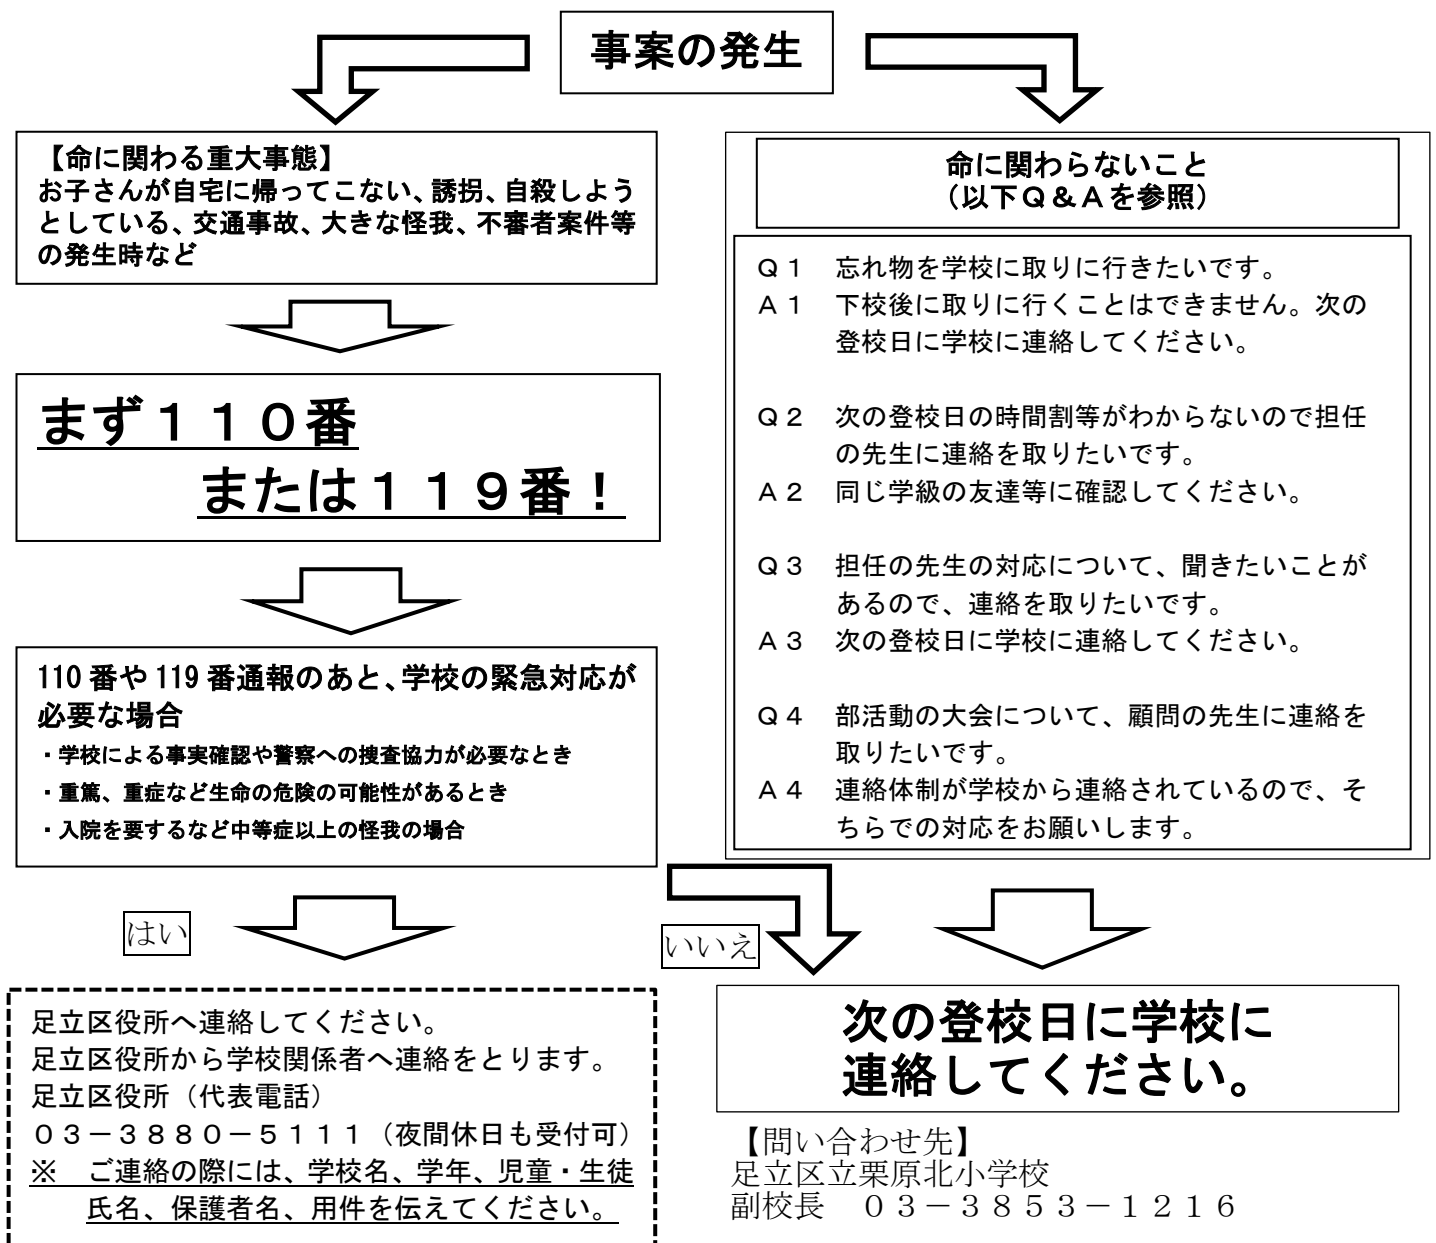 事案の発生
【命に関わる重大事態】
お子さんが自宅に帰ってこない、誘拐、自殺しよう
としている、交通事故、大きな怪我、不審者案件等
の発生時など
まず１１０番
または１１９番！
110番や119番通報のあと、学校の緊急対応が
必要な場合
・学校による事実確認や警察への捜査協力が必要なとき
・重篤、重症など生命の危険の可能性があるとき
・入院を要するなど中等症以上の怪我の場合
はい
いいえ
足立区役所へ連絡してください。
足立区役所から学校関係者へ連絡をとります。
足立区役所（代表電話）
０３－３８８０－５１１１（夜間休日も受付可）
※　ご連絡の際には、学校名、学年、児童・生徒
氏名、保護者名、用件を伝えてください。
命に関わらないこと
（以下Ｑ＆Ａを参照）
Ｑ１　忘れ物を学校に取りに行きたいです。
Ａ１　下校後に取りに行くことはできません。次の
登校日に学校に連絡してください。
Ｑ２　次の登校日の時間割等がわからないので担任
の先生に連絡を取りたいです。
Ａ２　同じ学級の友達等に確認してください。
Ｑ３　担任の先生の対応について、聞きたいことが
あるので、連絡を取りたいです。
Ａ３　次の登校日に学校に連絡してください。
Ｑ４　部活動の大会について、顧問の先生に連絡を
取りたいです。
Ａ４　連絡体制が学校から連絡されているので、そ
ちらでの対応をお願いします。
次の登校日に学校に
連絡してください。
【問い合わせ先】
足立区立栗原北小学校
副校長　０３－３８５３－１２１６